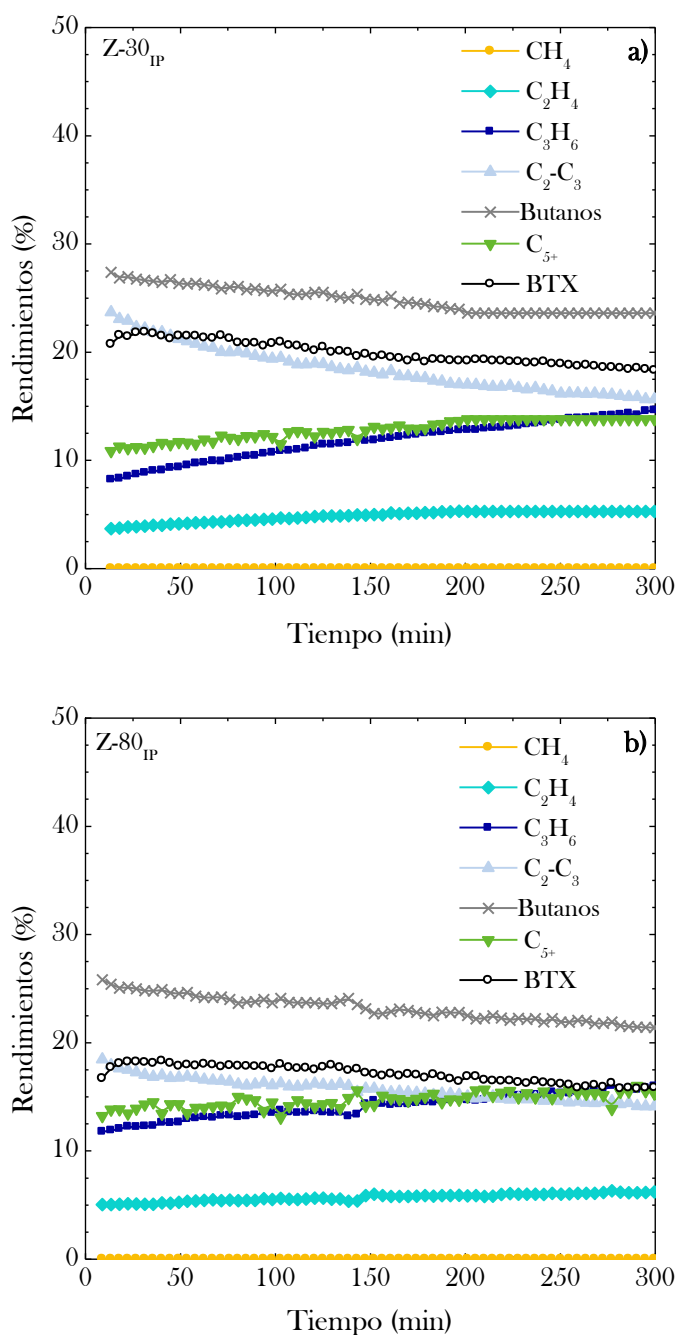 50
Z-30IP
a)
CH4
40
C2H4
C3H6
C2-C3
30
Butanos
C5+
BTX
Rendimientos (%)
20
10
0
0 50 100 150 200 250 300
Tiempo (min)
50
Z-80IP
b)
CH4
40
C2H4
C3H6
C2-C3
30
Butanos
C5+
BTX
Rendimientos (%)
20
10
0
0 50 100 150 200 250 300
Tiempo (min)